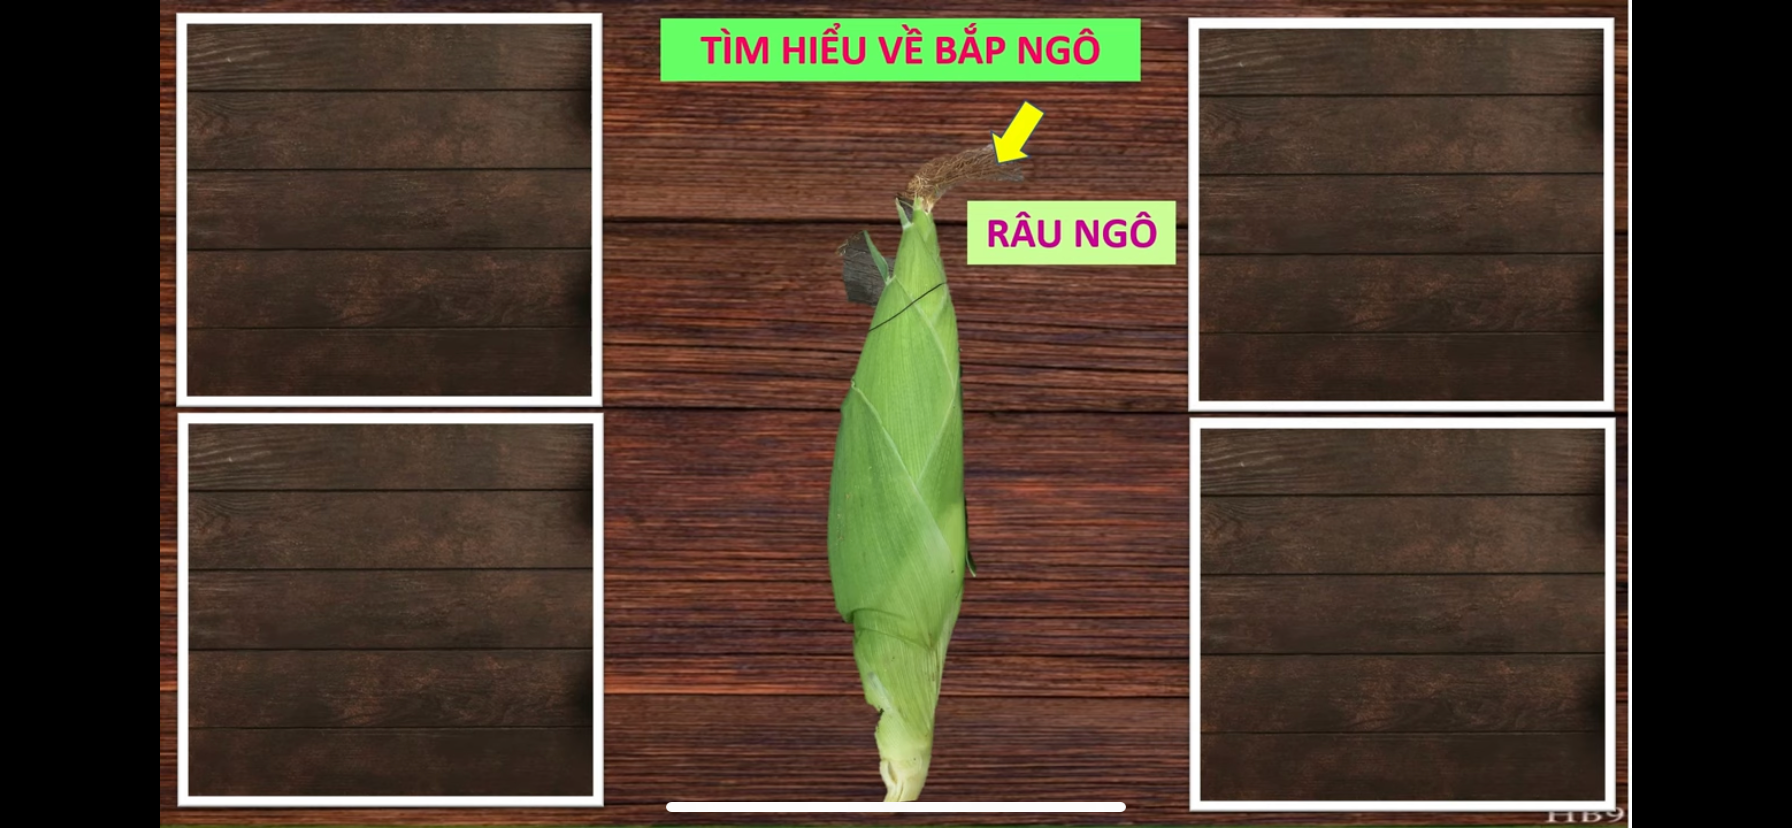 TÌM HIỂU VỀ BẮP NGÔ
RÂU NGÔ